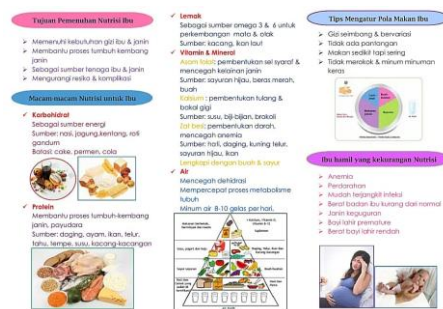 Tujuan Pemenuhan Nutrisi Ibu
Memenuhi kebutuhan gizi ibu & janin
Membantu proses tumbuh kembang
janin
Sebagai sumber tenaga ibu & janin
Mengurangi resiko & komplikasi
Macam-macam Nutrisi untuk Ibu
Karbohidrat
Sebagai sumber energi
Sumber: nasi, jagung,kentang, roti
gandum
Batasi: cake, permen, cola
Protein
Membantu proses tumbuh-kembang
janin, payudara
Sumber: daging, ayam, ikan, telur,
tahu, tempe, susu, kacang-kacangan
Lemak
Sebagai sumber omega 3 & 6 untuk
perkembangan mata & otak
Sumber: kacang, ikan laut
Vitamin & Mineral
Asam folat: pembentukan sel syaraf &
mencegah kelainan janin
Sumber: sayuran hijau, beras merah,
buah
Kalsium : pembentukan tulang &
bakal gigi
Sumber: susu, biji-bijian, brokoli
Zat besi: pembentukan darah,
mencegah anemia
Sumber: hati, daging, kuning telur,
sayuran hijau, ikan
Lengkapi dengan buah & sayur
Air
Mencegah dehidrasi
Mempercepat proses metabolisme
tubuh
Minum air 8-10 gelas per hari.
Tips Mengatur Pola Makan Ibu
Gizi seimbang & bervariasi
Tidak ada pantangan
Makan sedikit tapi sering
Tidak merokok & minum minuman
keras
Ibu hamil yang kekurangan Nutrisi
Anemia
Perdarahan
Mudah terjangkit infeksi
Berat badan ibu kurang dari normal
Janin keguguran
Bayi lahir premature
Berat bayi lahir rendah